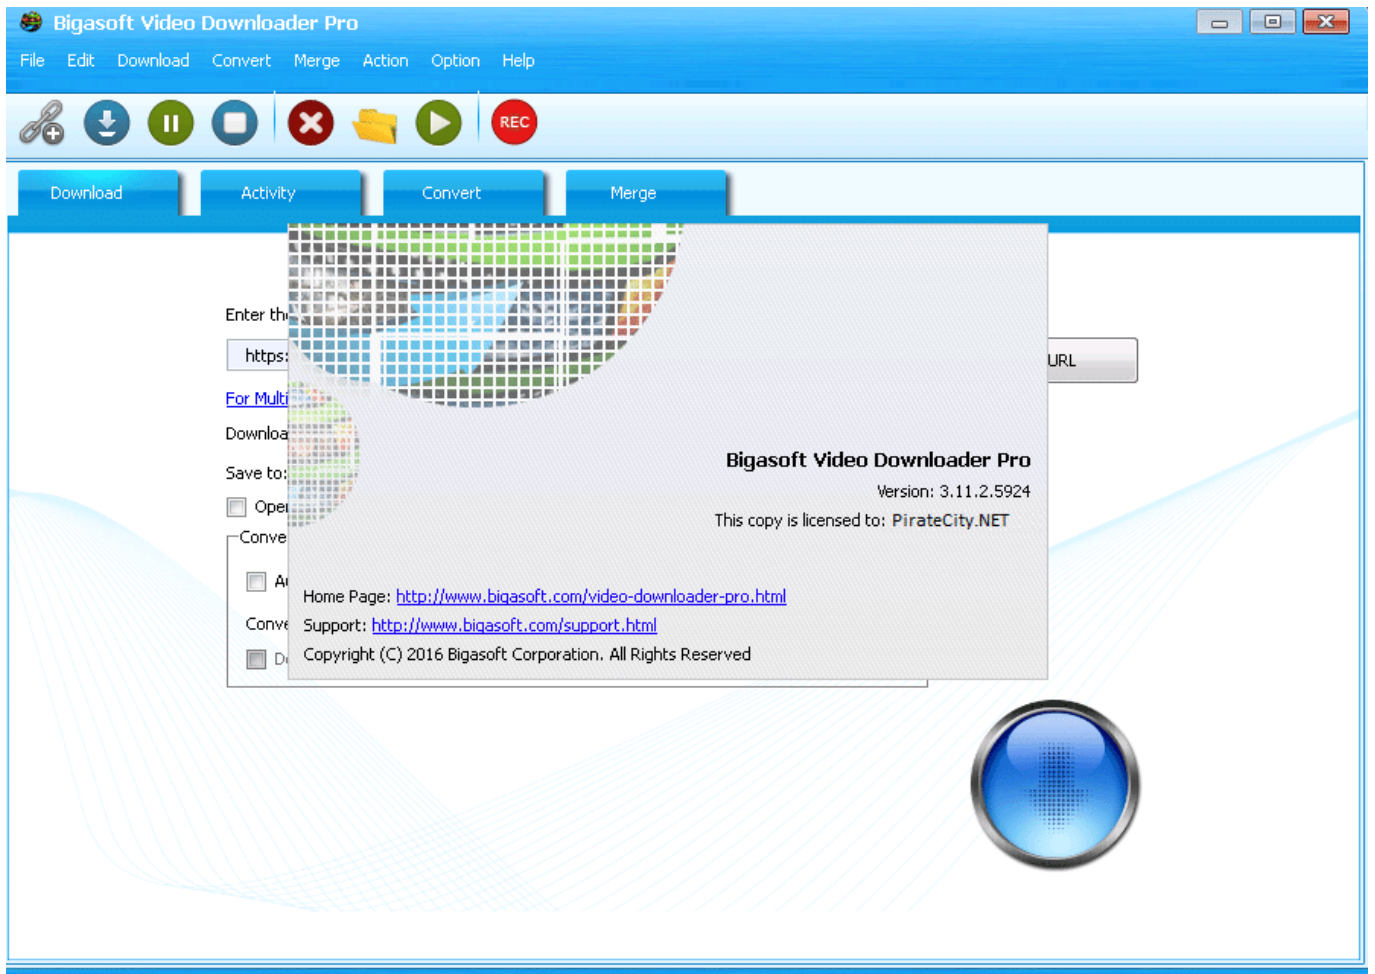 Bigasoft Video Downloader Pro
File Edit Download Convert Merge Action Option Help
REC
Download Activity Convert Merge
Enter the
https: URL
For Multi
Downloa
Bigasoft Video Downloader Pro
Save to:
Version: 3.11.2.5924
Open
This copy is licensed to: PirateCity.NET
Conve
Au
Home Page: http://www.bigasoft.com/video-downloader-pro.html
Conve
Support: http://www.bigasoft.com/support.html
Copyright (C) 2016 Bigasoft Corporation. All Rights Reserved